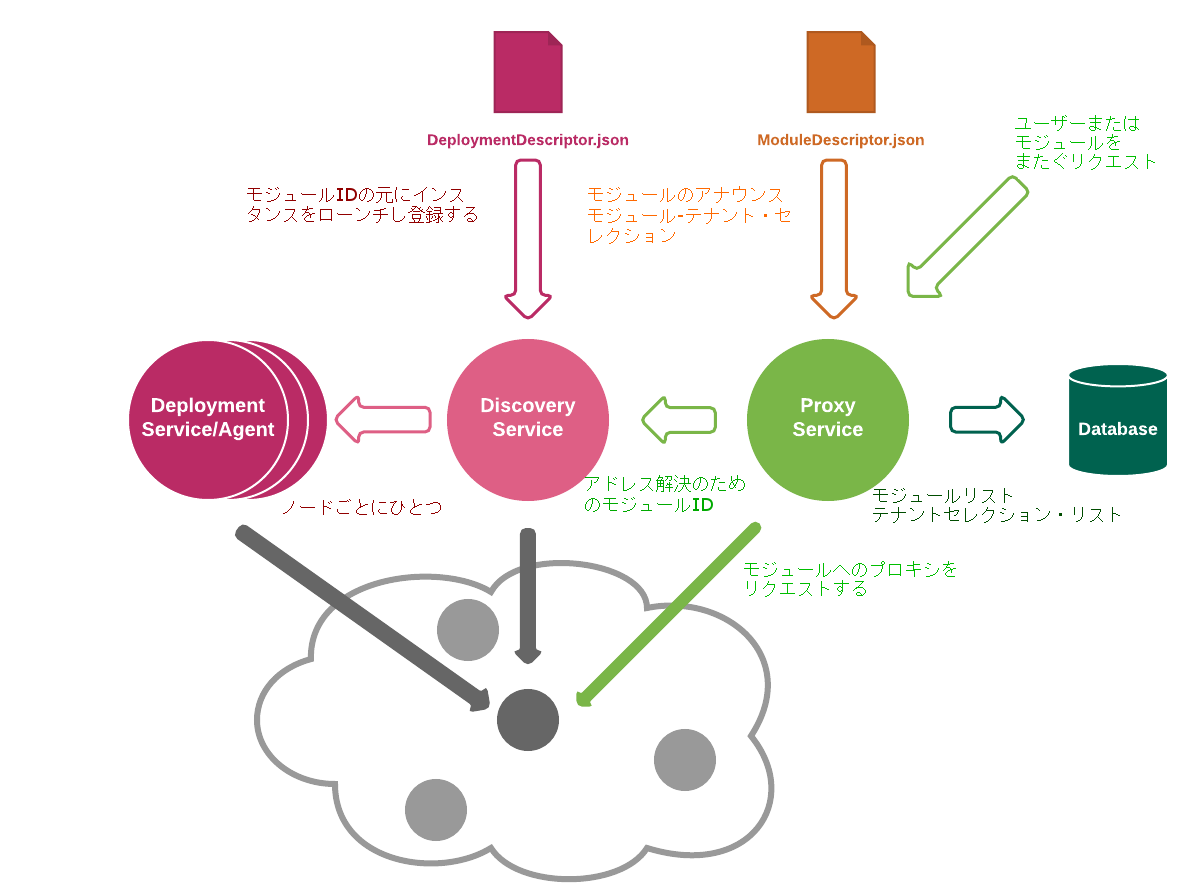 DeploymentDescriptor.json
ModuleDescriptor.json
ユーザーまたは
モジュールを
またぐリクエスト
モジュールIDの元にインス
タンスをローンチし登録する
モジュールのアナウンス
モジュール-テナント・セ
レクション
Deployment
Service/Agent
Discovery
Service
Proxy
Service
Database
ノードごとにひとつ
アドレス解決のため
のモジュールID
モジュールリスト
テナントセレクション・リスト
モジュールへのプロキシを
リクエストする